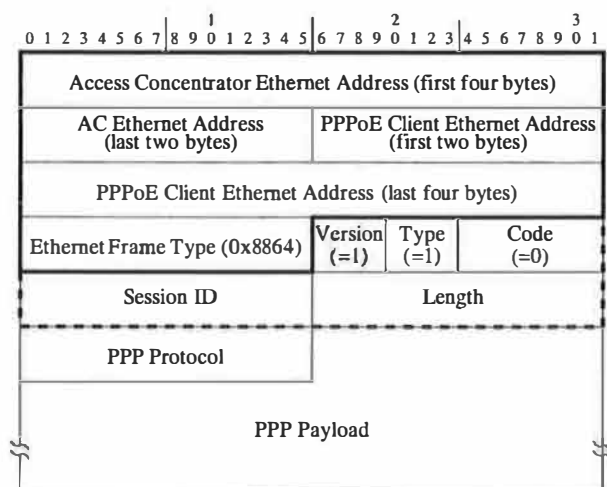 1 2 3
0 1 2 3 4 5 6 7 8 9 0 1 2 3 4 5 6 7 8 9 0 1 2 3 4 5 6 7 8 9 0 1
Access Concentrator Ethernet Address (first four bytes)
AC Ethernet Address
(last two bytes)
PPPoE Client Ethernet Address
(first two bytes)
PPPoE Client Ethernet Address (last four bytes)
Ethernet Frame Type (0x8864)
Version
(=1)
Type
(=1)
Code
(=0)
Session ID
Length
PPP Protocol
PPP Payload